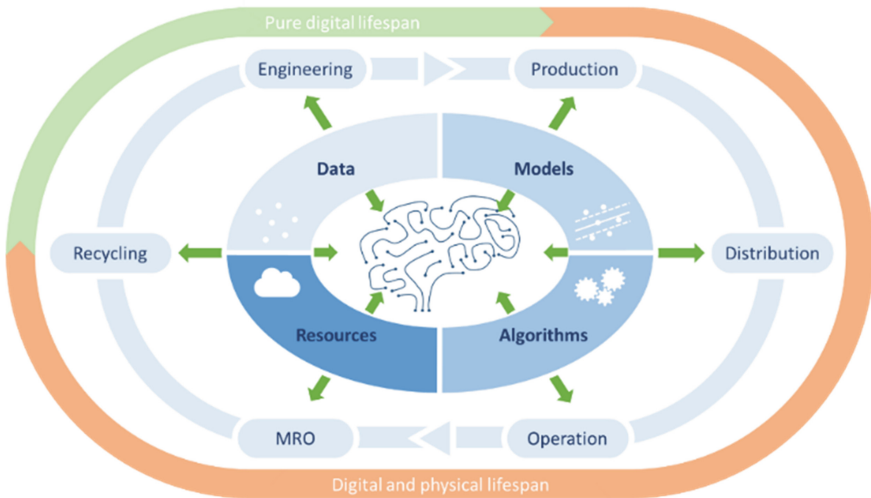 Pure digital lifespan
Engineering
Production
Data
Models
Recycling
Distribution
Resources
Algorithms
MRO
Operation
Digital and physical lifespan